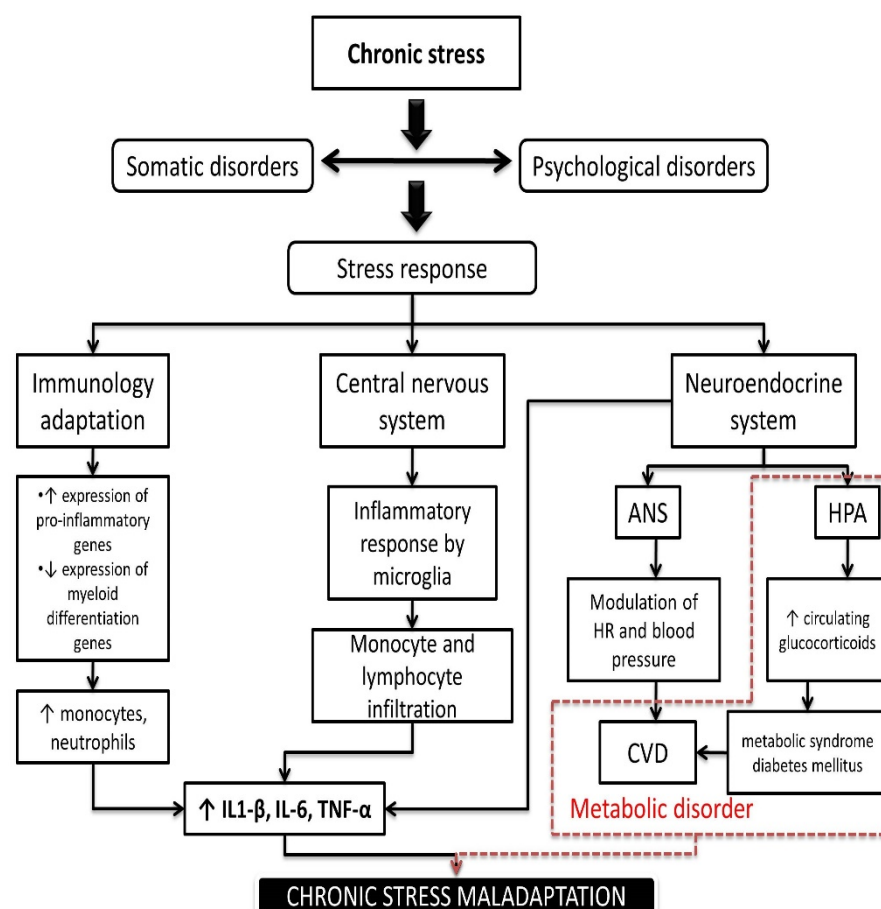 Chronic stress
Somatic disorders
Psychological disorders
Stress response
Immunology
adaptation
Central nervous
system
Neuroendocrine
system
•↑ expression of
pro-inflammatory
genes
•↓ expression of
myeloid
differentiation
genes
Inflammatory
response by
microglia
ANS
HPA
Modulation of
HR and blood
pressure
↑ circulating
glucocorticoids
Monocyte and
lymphocyte
infiltration
↑ monocytes,
neutrophils
CVD
metabolic syndrome
diabetes mellitus
Metabolic disorder
↑ IL1-β, IL-6, TNF-α
CHRONIC STRESS MALADAPTATION